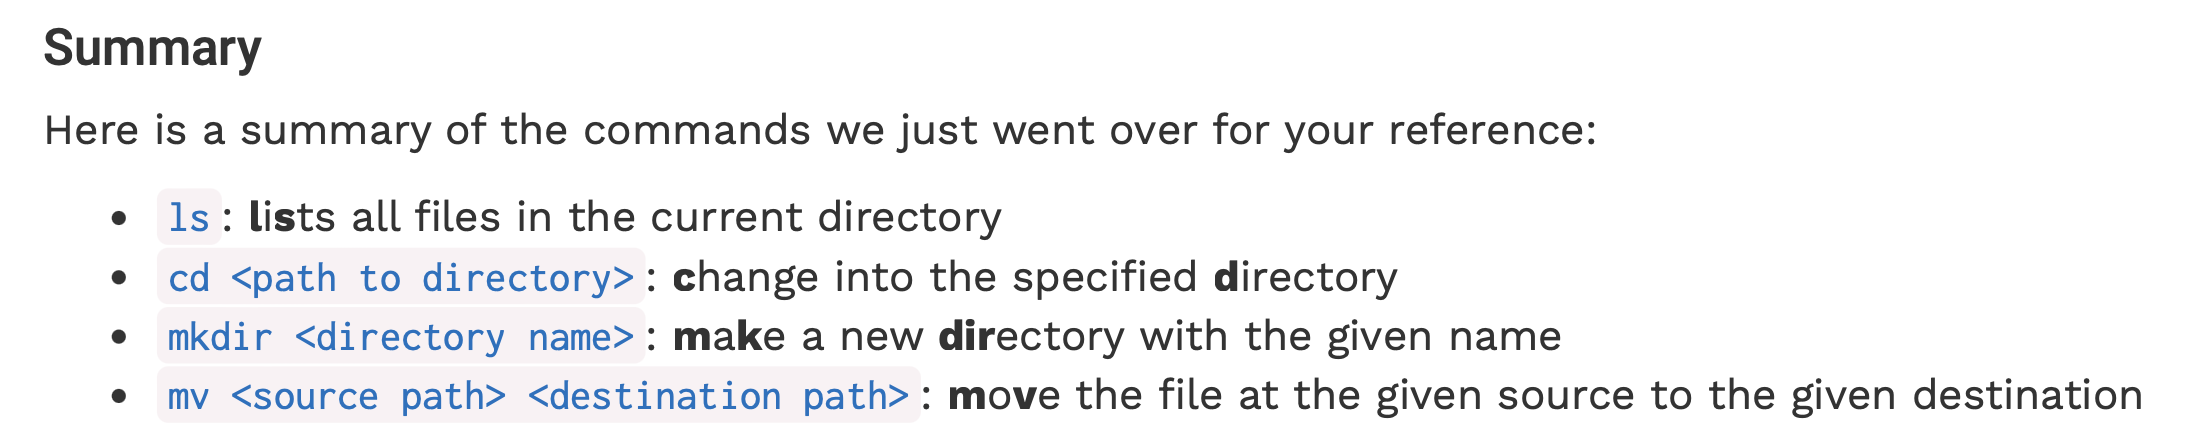 Summary
Here is a summary of the commands we just went over for your reference:
• ls: lists all files in the current directory
• cd <path to directory>: change into the specified directory
• mkdir <directory name>: make a new directory with the given name
• mv <source path> <destination path>: move the file at the given source to the given destination